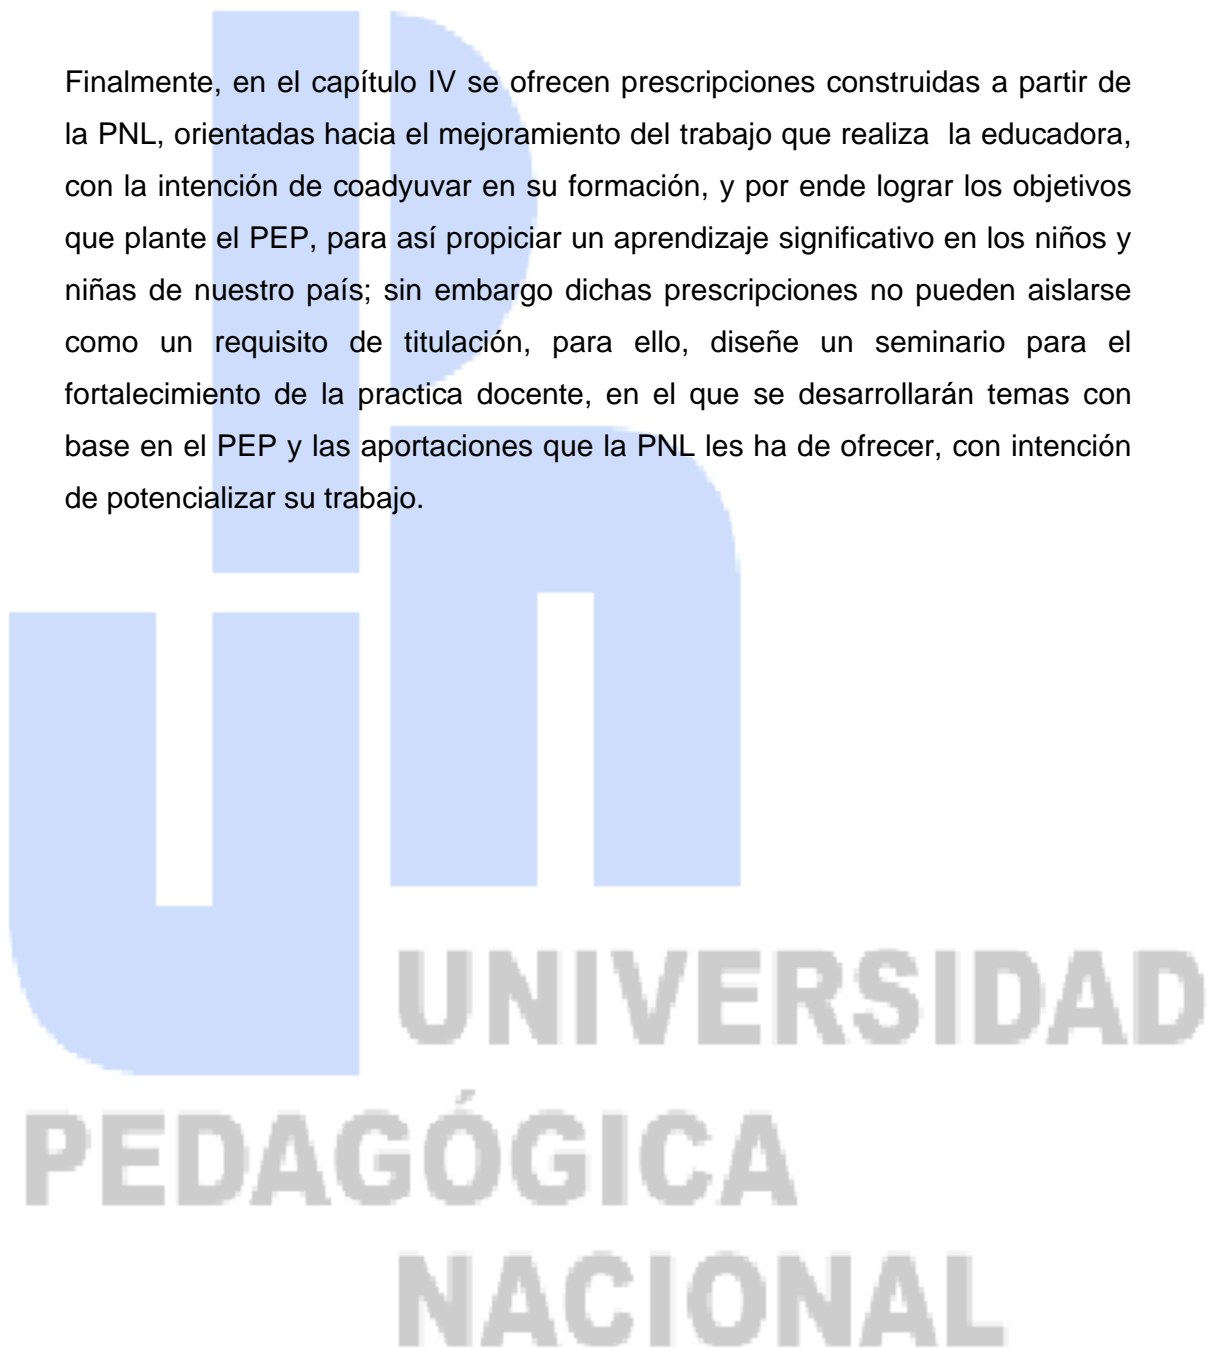 Finalmente, en el capítulo IV se ofrecen prescripciones construidas a partir de
la PNL, orientadas hacia el mejoramiento del trabajo que realiza la educadora,
con la intención de coadyuvar en su formación, y por ende lograr los objetivos
que plante el PEP, para así propiciar un aprendizaje significativo en los niños y
niñas de nuestro país; sin embargo dichas prescripciones no pueden aislarse
como un requisito de titulación, para ello, diseñe un seminario para el
fortalecimiento de la practica docente, en el que se desarrollarán temas con
base en el PEP y las aportaciones que la PNL les ha de ofrecer, con intención
de potencializar su trabajo.
UNIVERSIDAD
PEDAGÓGICA
NACIONAL